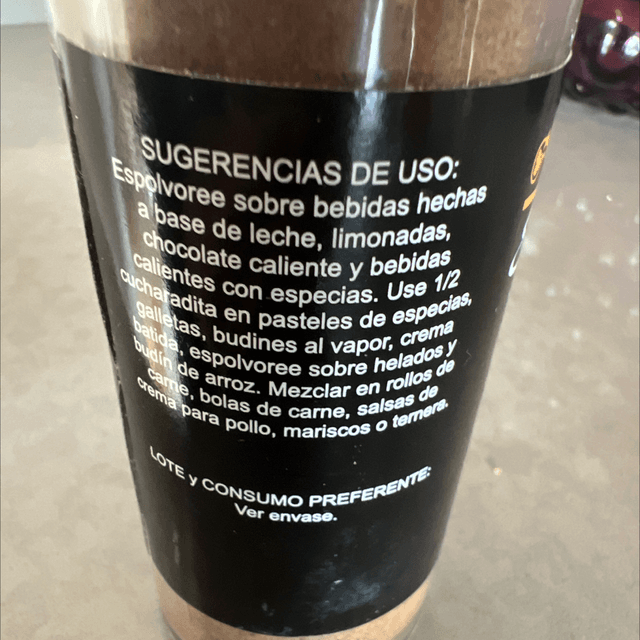 SUGERENCIAS DE USO:
Espolvoree sobre bebidas hechas
a base de leche, limonadas,
chocolate caliente y bebidas
calientes con especias. Use 1/2
cucharadita en pasteles de especias,
galletas, budines al vapor, crema
batida, espolvoree sobre helados y
budín de arroz. Mezclar en rollos de
carne, bolas de carne, salsas de
crema para pollo, mariscos o ternera.
LOTE y CONSUMO PREFERENTE:
Ver envase.